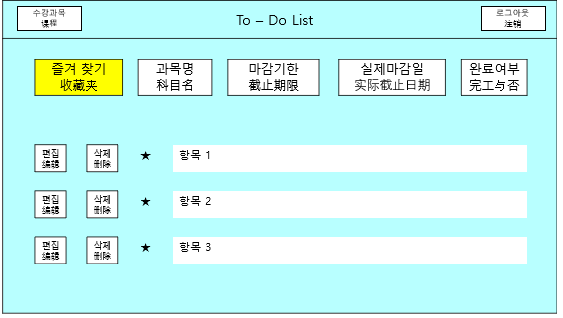 수강과목
课程
To – Do List
로그아웃
注销
즐겨 찾기
收藏夹
과목명
科目名
마감기한
截止期限
실제마감일
实际截止日期
완료여부
完工与否
편집
编辑
삭제
删除
★
항목 1
편집
编辑
삭제
删除
★
항목 2
편집
编辑
삭제
删除
★
항목 3